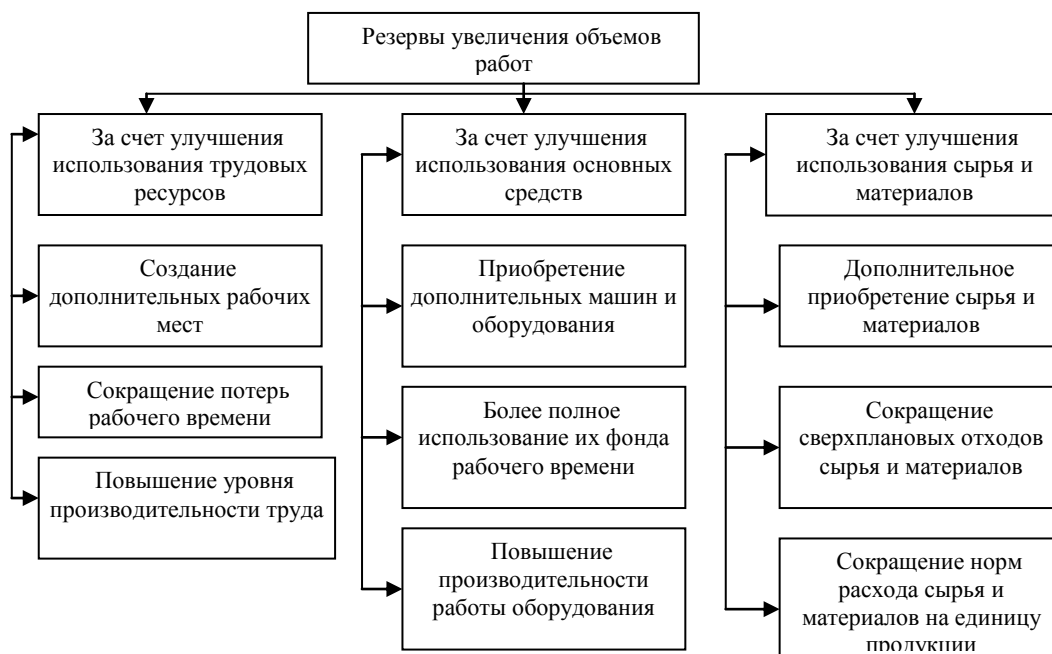 Резервы увеличения объемов
работ
За счет улучшения
использования трудовых
ресурсов
Создание
дополнительных рабочих
мест
Сокращение потерь
рабочего времени
Повышение уровня
производительности труда
За счет улучшения
использования основных
средств
Приобретение
дополнительных машин и
оборудования
Более полное
использование их фонда
рабочего времени
Повышение
производительности
работы оборудования
За счет улучшения
использования сырья и
материалов
Дополнительное
приобретение сырья и
материалов
Сокращение
сверхплановых отходов
сырья и материалов
Сокращение норм
расхода сырья и
материалов на единицу
продукции